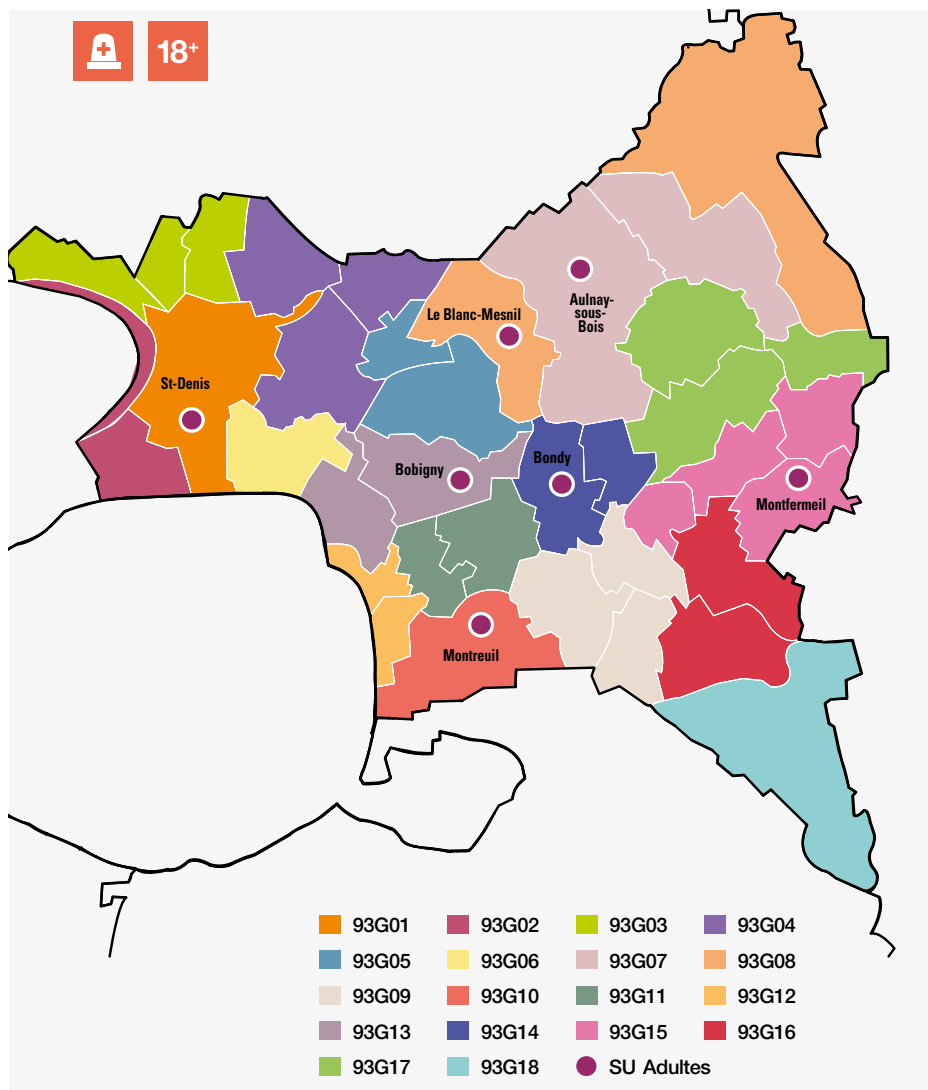 18+
Le Blanc-Mesnil
Aulnay-
sous-
Bois
St-Denis
Bobigny
Bondy
Montfermeil
Montreuil
93G01 93G02 93G03 93G04
93G05 93G06 93G07 93G08
93G09 93G10 93G11 93G12
93G13 93G14 93G15 93G16
93G17 93G18 SU Adultes